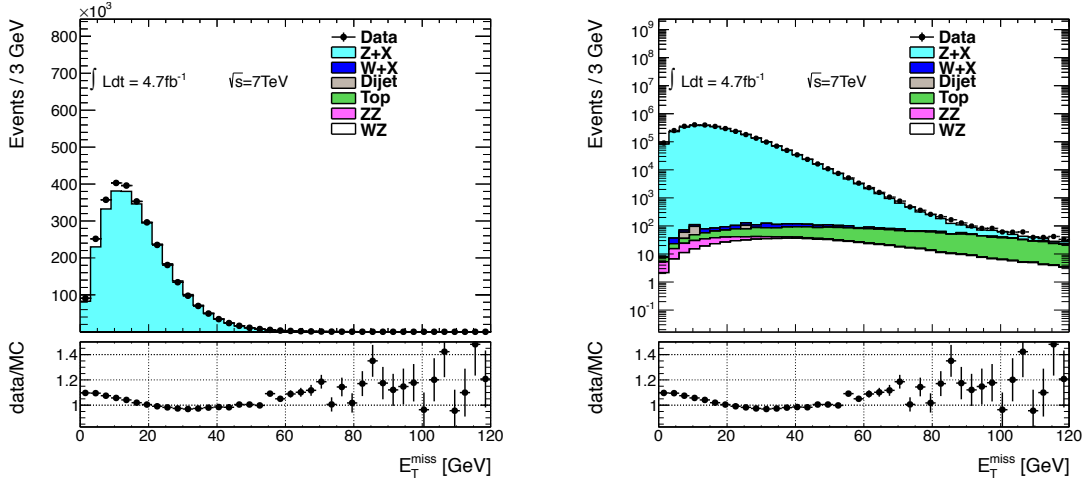 ×10³
Events / 3 GeV
800
700
600
500
400
300
200
100
∫ Ldt = 4.7fb⁻¹
√s=7TeV
Data
Z+X
W+X
Dijet
Top
ZZ
WZ
data/MC
1.4
1.2
1
0 20 40 60 80 100 120
E_T^miss [GeV]
Events / 3 GeV
10⁹
10⁸
10⁷
10⁶
10⁵
10⁴
10³
10²
10
1
10⁻¹
∫ Ldt = 4.7fb⁻¹
√s=7TeV
Data
Z+X
W+X
Dijet
Top
ZZ
WZ
data/MC
1.4
1.2
1
0 20 40 60 80 100 120
E_T^miss [GeV]